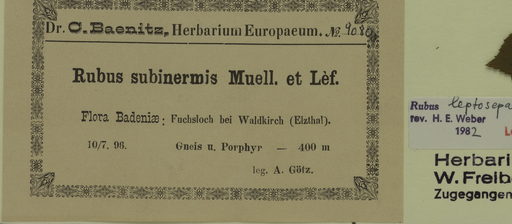 Dr. C. Baenitz, Herbarium Europaeum. № 9080
Rubus subinermis Muell. et Lèf.
Flora Badeniæ: Fuchsloch bei Waldkirch (Elzthal).
10/7. 96. Gneis u. Porphyr — 400 m
leg. A. Götz.
Rubus leptosepa
rev. H. E. Weber
1982
Herbari
W. Freib
Zugegangen